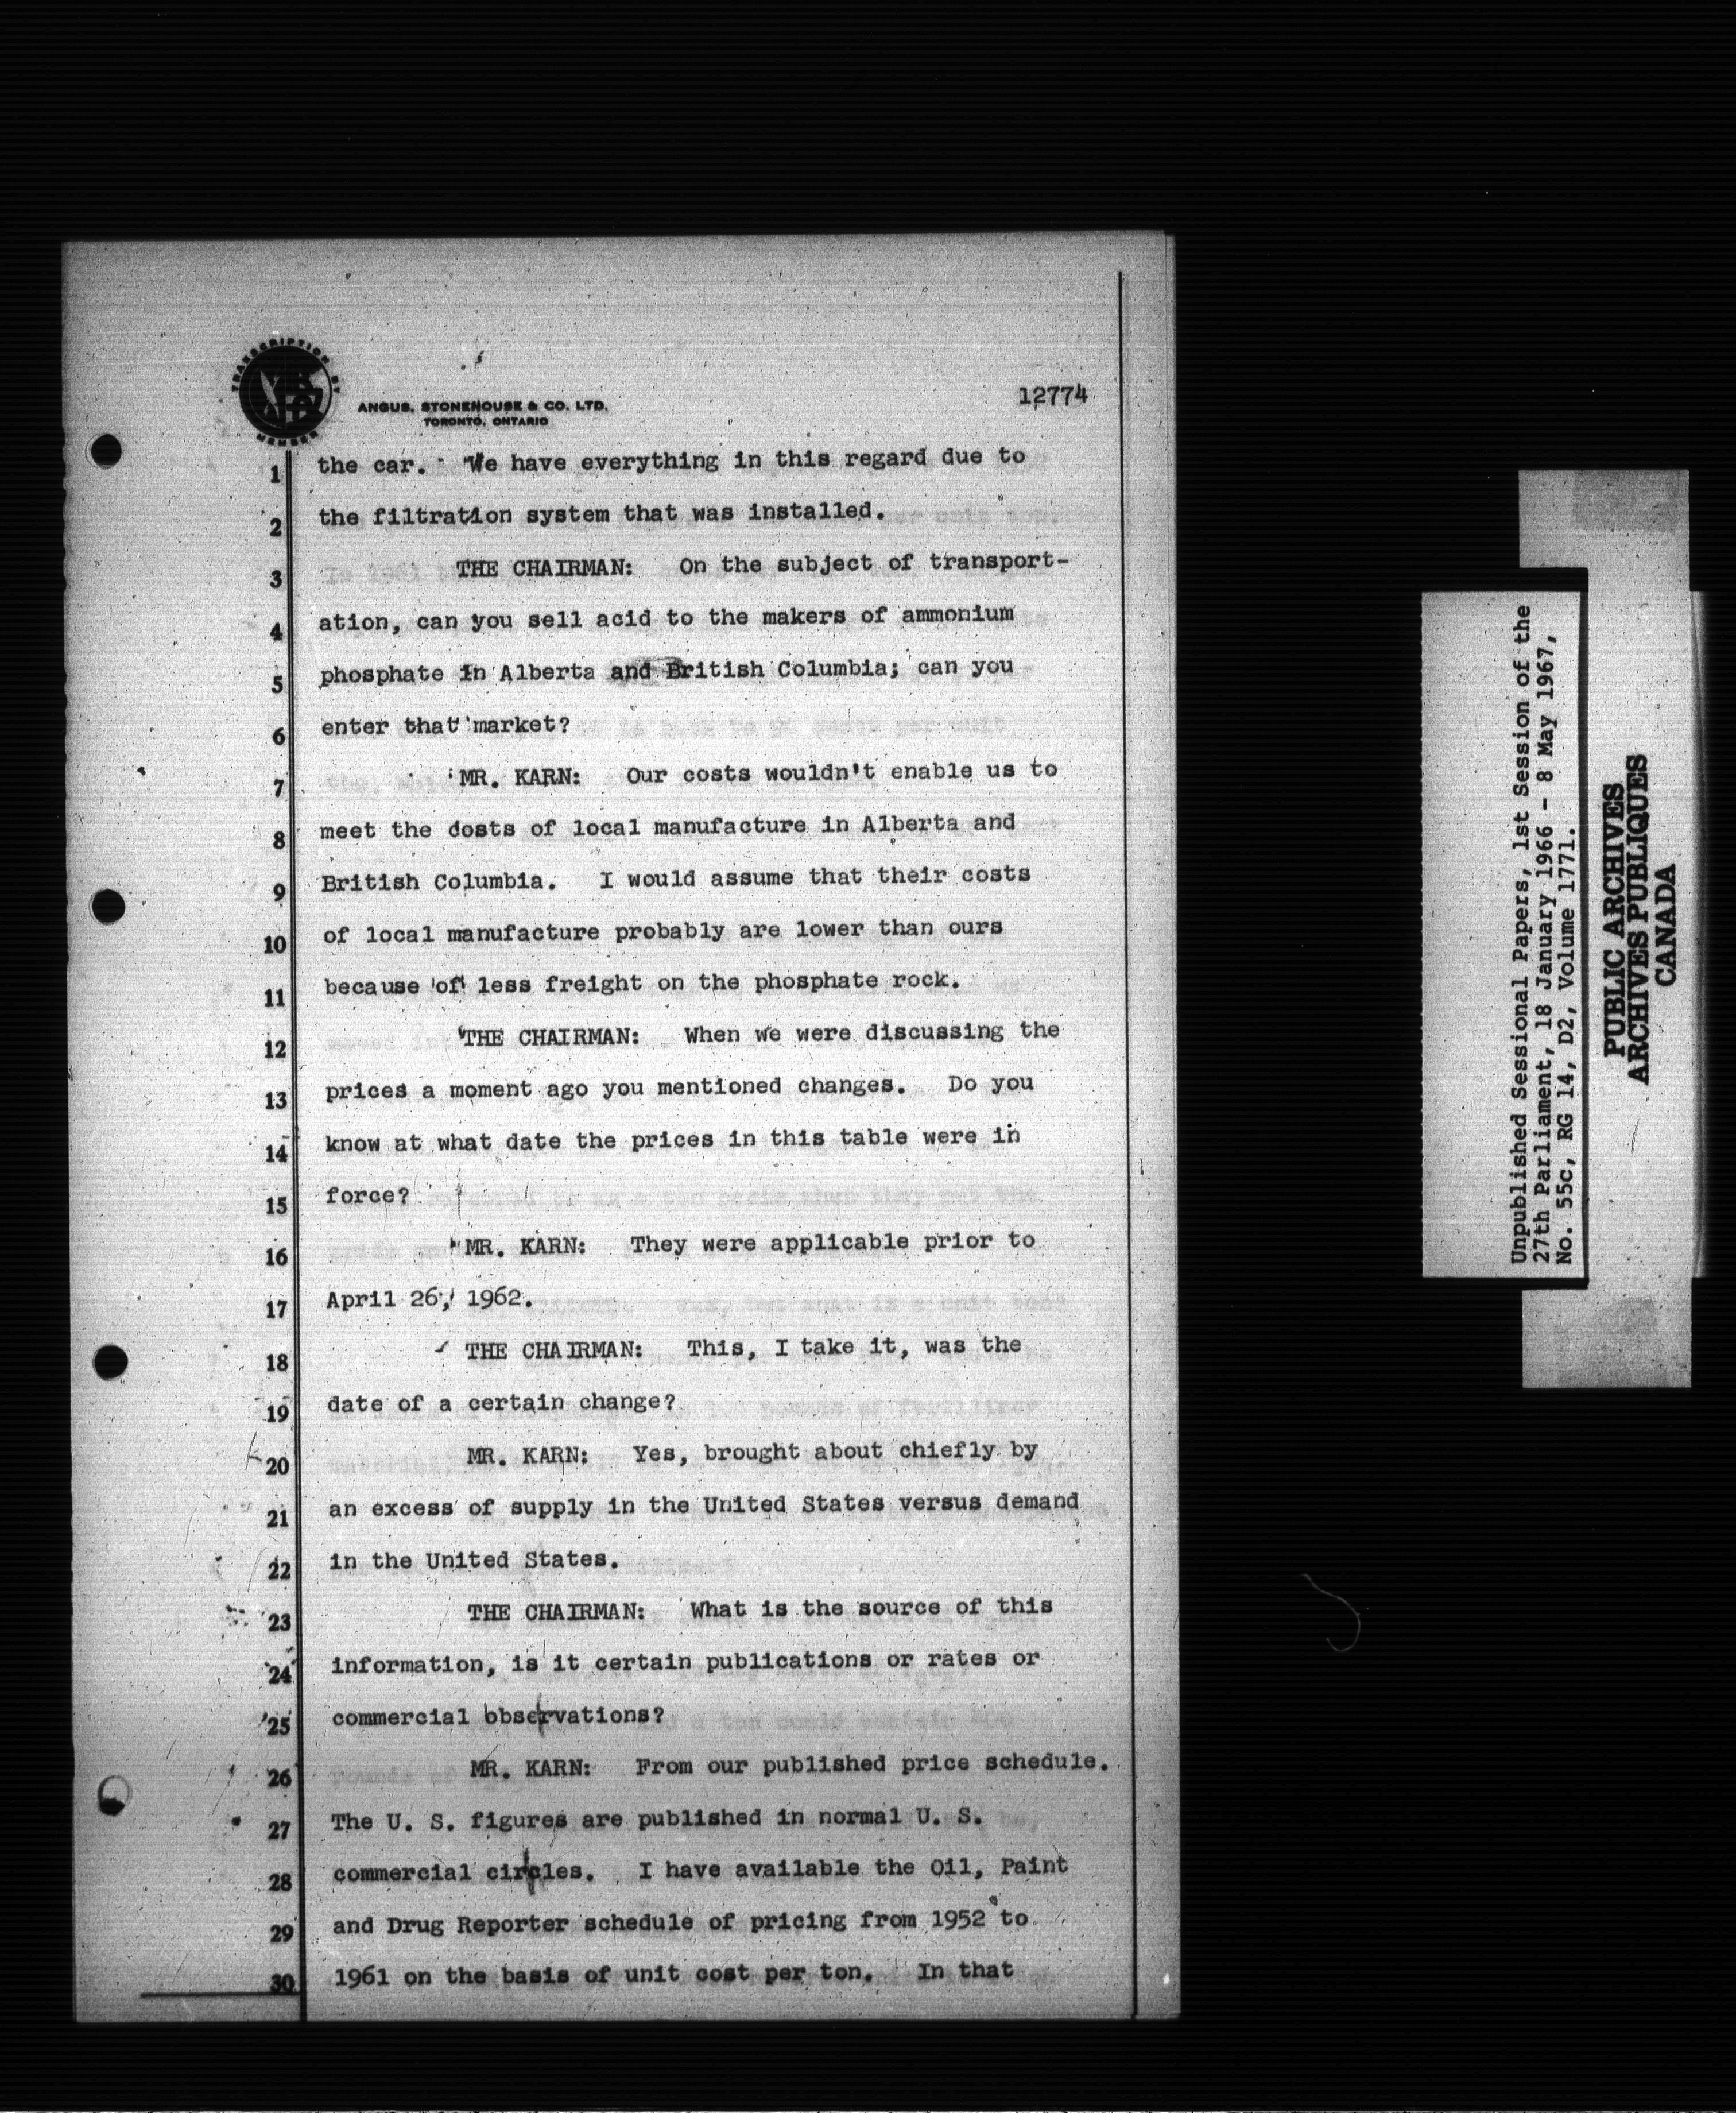 TRANSCRIPTION BY
MEMBER
ANGUS, STONEHOUSE & CO. LTD.
TORONTO, ONTARIO
12774
1 the car. We have everything in this regard due to
2 the filtration system that was installed.
3 THE CHAIRMAN: On the subject of transport-
4 ation, can you sell acid to the makers of ammonium
5 phosphate in Alberta and British Columbia; can you
6 enter that market?
7 MR. KARN: Our costs wouldn't enable us to
8 meet the costs of local manufacture in Alberta and
9 British Columbia. I would assume that their costs
10 of local manufacture probably are lower than ours
11 because of less freight on the phosphate rock.
12 THE CHAIRMAN: When we were discussing the
13 prices a moment ago you mentioned changes. Do you
14 know at what date the prices in this table were in
15 force?
16 MR. KARN: They were applicable prior to
17 April 26, 1962.
18 THE CHAIRMAN: This, I take it, was the
19 date of a certain change?
20 MR. KARN: Yes, brought about chiefly by
21 an excess of supply in the United States versus demand
22 in the United States.
23 THE CHAIRMAN: What is the source of this
24 information, is it certain publications or rates or
25 commercial observations?
26 MR. KARN: From our published price schedule.
27 The U. S. figures are published in normal U. S.
28 commercial circles. I have available the Oil, Paint
29 and Drug Reporter schedule of pricing from 1952 to
30 1961 on the basis of unit cost per ton. In that
Unpublished Sessional Papers, 1st Session of the
27th Parliament, 18 January 1966 - 8 May 1967,
No. 55c, RG 14, D2, Volume 1771.
PUBLIC ARCHIVES
ARCHIVES PUBLIQUES
CANADA